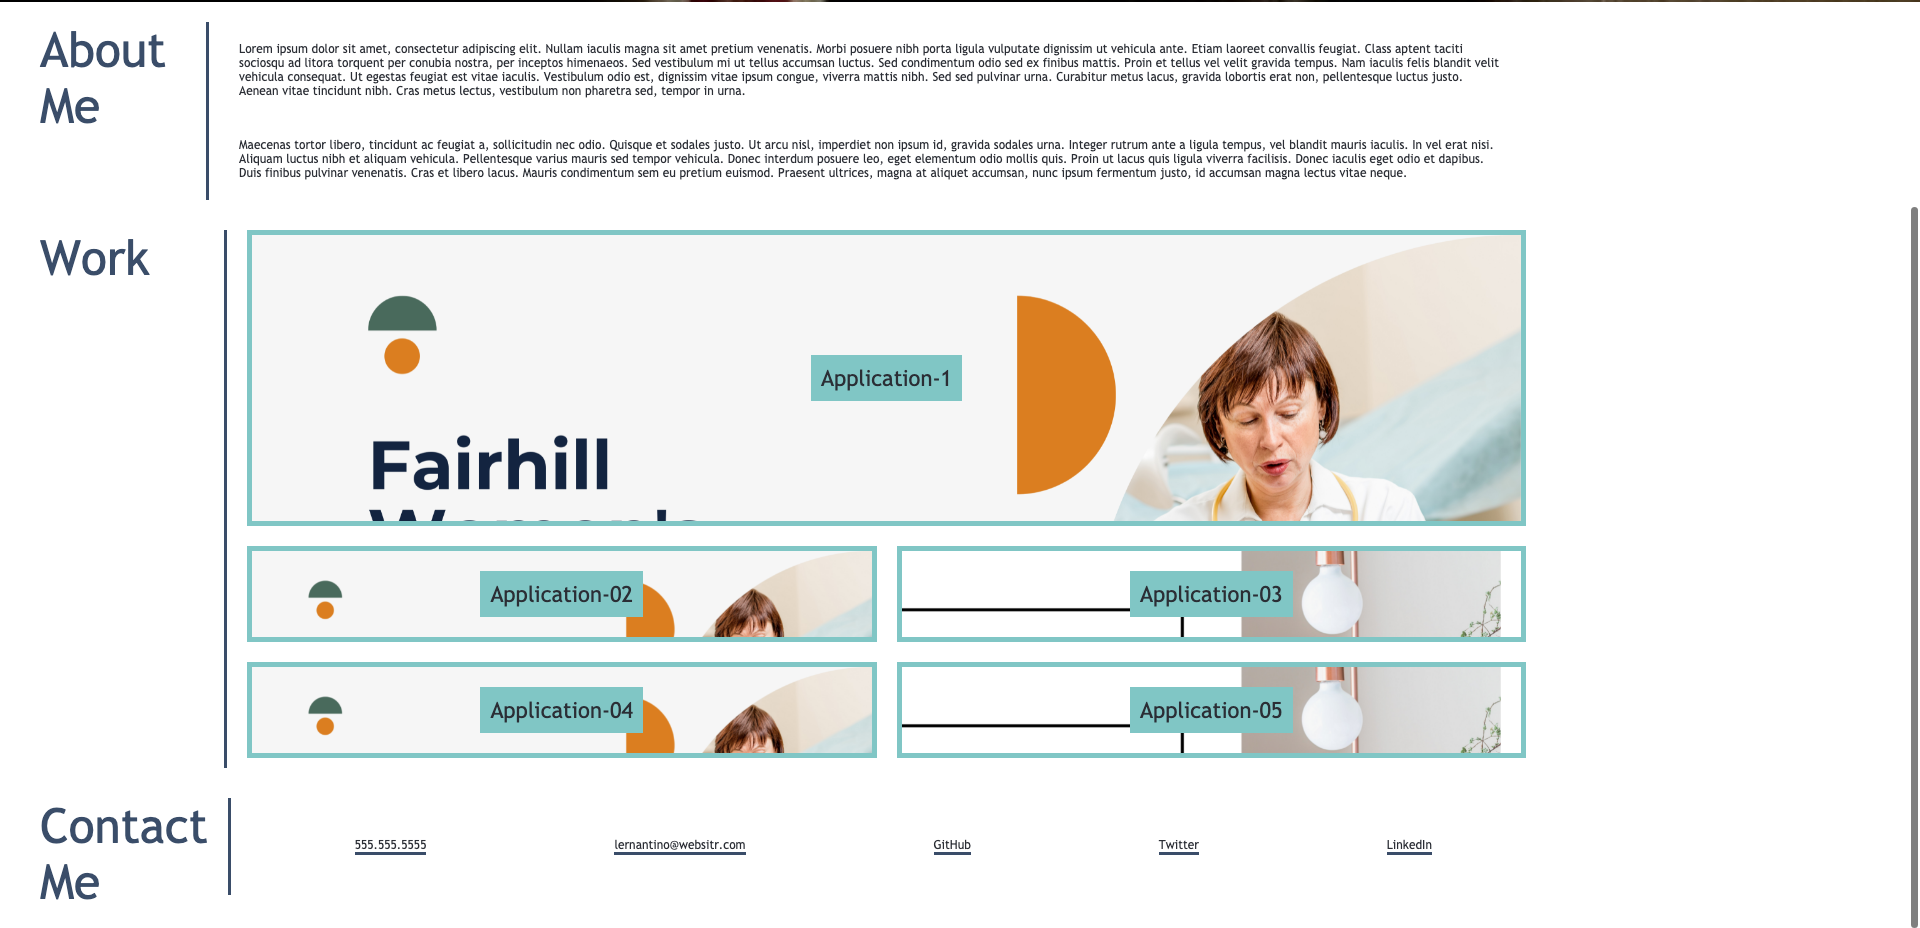 About
Me
Lorem ipsum dolor sit amet, consectetur adipiscing elit. Nullam iaculis magna sit amet pretium venenatis. Morbi posuere nibh porta ligula vulputate dignissim ut vehicula ante. Etiam laoreet convallis feugiat. Class aptent taciti
sociosqu ad litora torquent per conubia nostra, per inceptos himenaeos. Sed vestibulum mi ut tellus accumsan luctus. Sed condimentum odio sed ex finibus mattis. Proin et tellus vel velit gravida tempus. Nam iaculis felis blandit velit
vehicula consequat. Ut egestas feugiat est vitae iaculis. Vestibulum odio est, dignissim vitae ipsum congue, viverra mattis nibh. Sed sed pulvinar urna. Curabitur metus lacus, gravida lobortis erat non, pellentesque luctus justo.
Aenean vitae tincidunt nibh. Cras metus lectus, vestibulum non pharetra sed, tempor in urna.
Maecenas tortor libero, tincidunt ac feugiat a, sollicitudin nec odio. Quisque et sodales justo. Ut arcu nisl, imperdiet non ipsum id, gravida sodales urna. Integer rutrum ante a ligula tempus, vel blandit mauris iaculis. In vel erat nisi.
Aliquam luctus nibh et aliquam vehicula. Pellentesque varius mauris sed tempor vehicula. Donec interdum posuere leo, eget elementum odio mollis quis. Proin ut lacus quis ligula viverra facilisis. Donec iaculis eget odio et dapibus.
Duis finibus pulvinar venenatis. Cras et libero lacus. Mauris condimentum sem eu pretium euismod. Praesent ultrices, magna at aliquet accumsan, nunc ipsum fermentum justo, id accumsan magna lectus vitae neque.
Work
Application-1
Fairhill
Women's
Application-02
Application-03
Application-04
Application-05
Contact
Me
555.555.5555
lernantino@websitr.com
GitHub
Twitter
LinkedIn